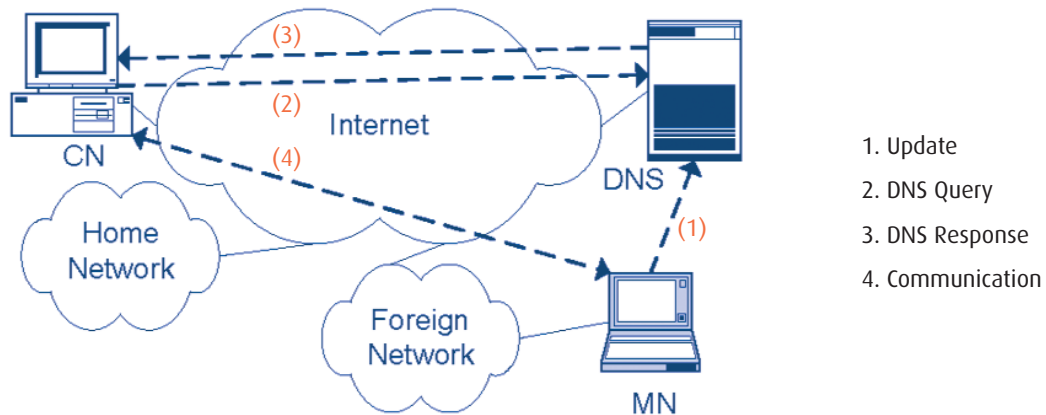 (3)
(2)
Internet
CN
(4)
DNS
Home
Network
(1)
Foreign
Network
MN
1. Update
2. DNS Query
3. DNS Response
4. Communication